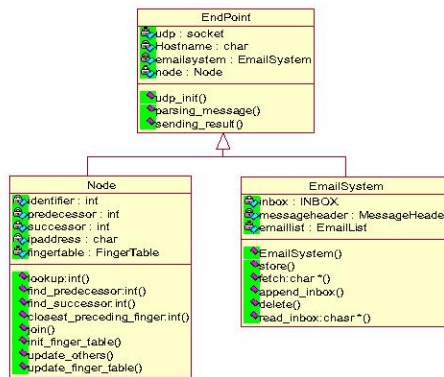 EndPoint
udp : socket
Hostname : char
emailsystem : EmailSystem
node : Node
udp_init()
parsing_message()
sending_result()
Node
identifier : int
predecessor : int
successor : int
ipaddress : char
fingertable : FingerTable
lookup:int()
find_predecessor:int()
find_successor:int()
closest_preceding_finger:int()
join()
init_finger_table()
update_others()
update_finger_table()
EmailSystem
inbox : INBOX
messageheader : MessageHeade
emaillist : EmailList
EmailSystem()
store()
fetch:char*()
append_inbox()
delete()
read_inbox:chasr*()